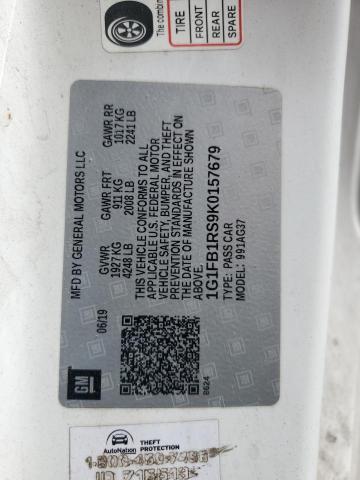 The combin
TIRE
FRONT
REAR
SPARE
MFD BY GENERAL MOTORS LLC
GVWR GAWR FRT GAWR RR
1927 KG 911 KG 1017 KG
4248 LB 2008 LB 2241 LB
THIS VEHICLE CONFORMS TO ALL
APPLICABLE U.S. FEDERAL MOTOR
VEHICLE SAFETY, BUMPER, AND THEFT
PREVENTION STANDARDS IN EFFECT ON
THE DATE OF MANUFACTURE SHOWN
ABOVE.
1G1FB1RS9K0157679
TYPE: PASS CAR
MODEL: 991AG37
06/19
GM
8624
AutoNation
THEFT
PROTECTION